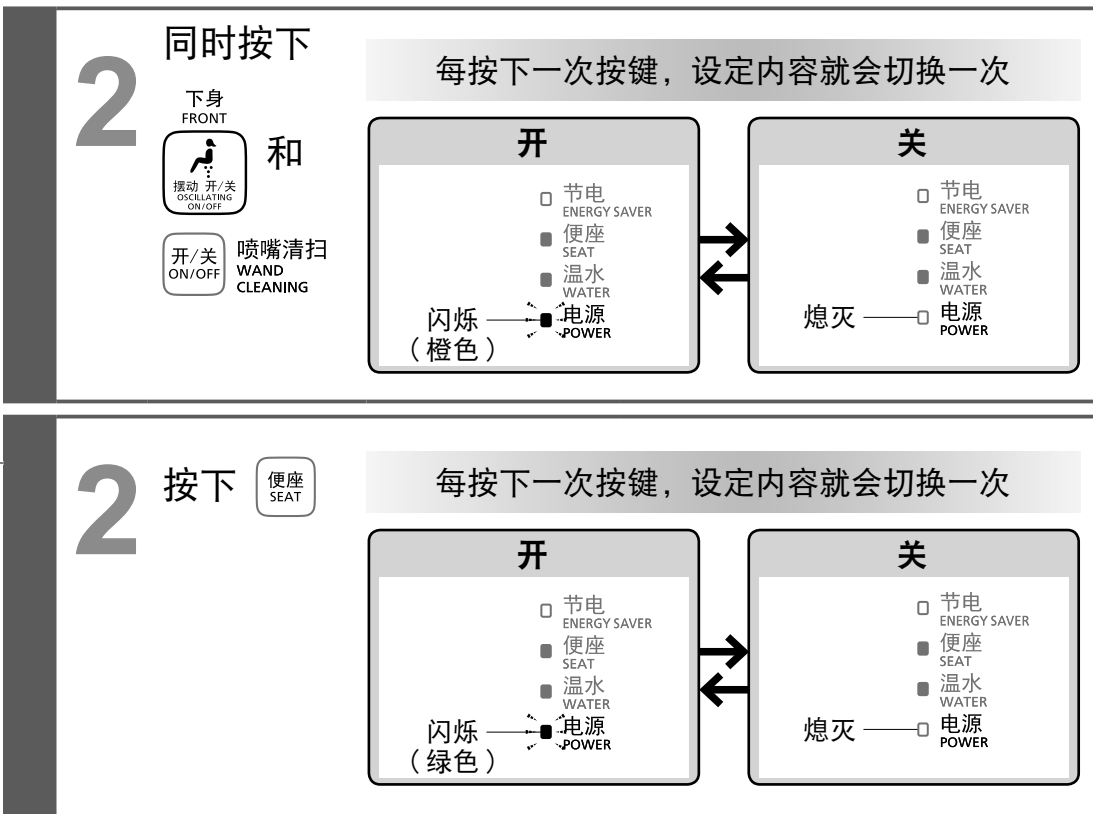 2
同时按下
下身
FRONT
摆动 开/关
OSCILLATING
ON/OFF
和
开/关
ON/OFF
喷嘴清扫
WAND
CLEANING
每按下一次按键，设定内容就会切换一次
开
节电
ENERGY SAVER
便座
SEAT
温水
WATER
电源
POWER
闪烁
（橙色）
关
节电
ENERGY SAVER
便座
SEAT
温水
WATER
电源
POWER
熄灭
2
按下
便座
SEAT
每按下一次按键，设定内容就会切换一次
开
节电
ENERGY SAVER
便座
SEAT
温水
WATER
电源
POWER
闪烁
（绿色）
关
节电
ENERGY SAVER
便座
SEAT
温水
WATER
电源
POWER
熄灭